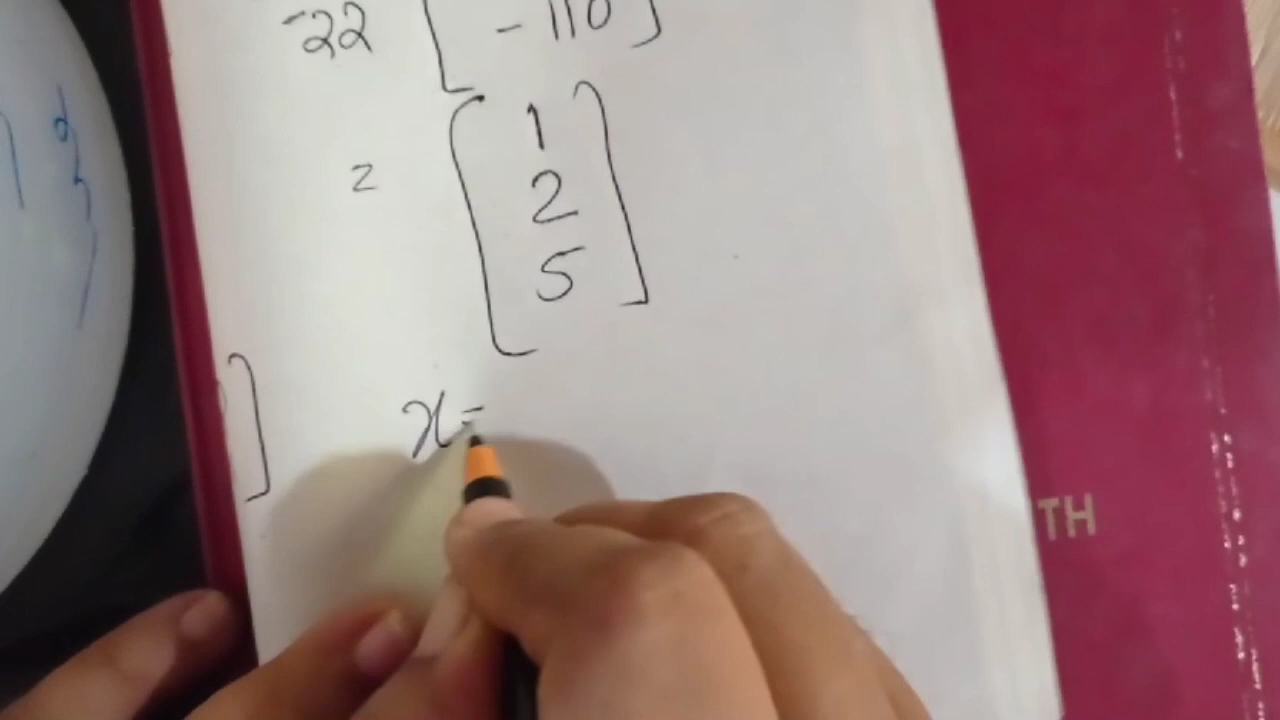 -22 [ -110 ]
= [ 1
2
5 ]
x =
TH